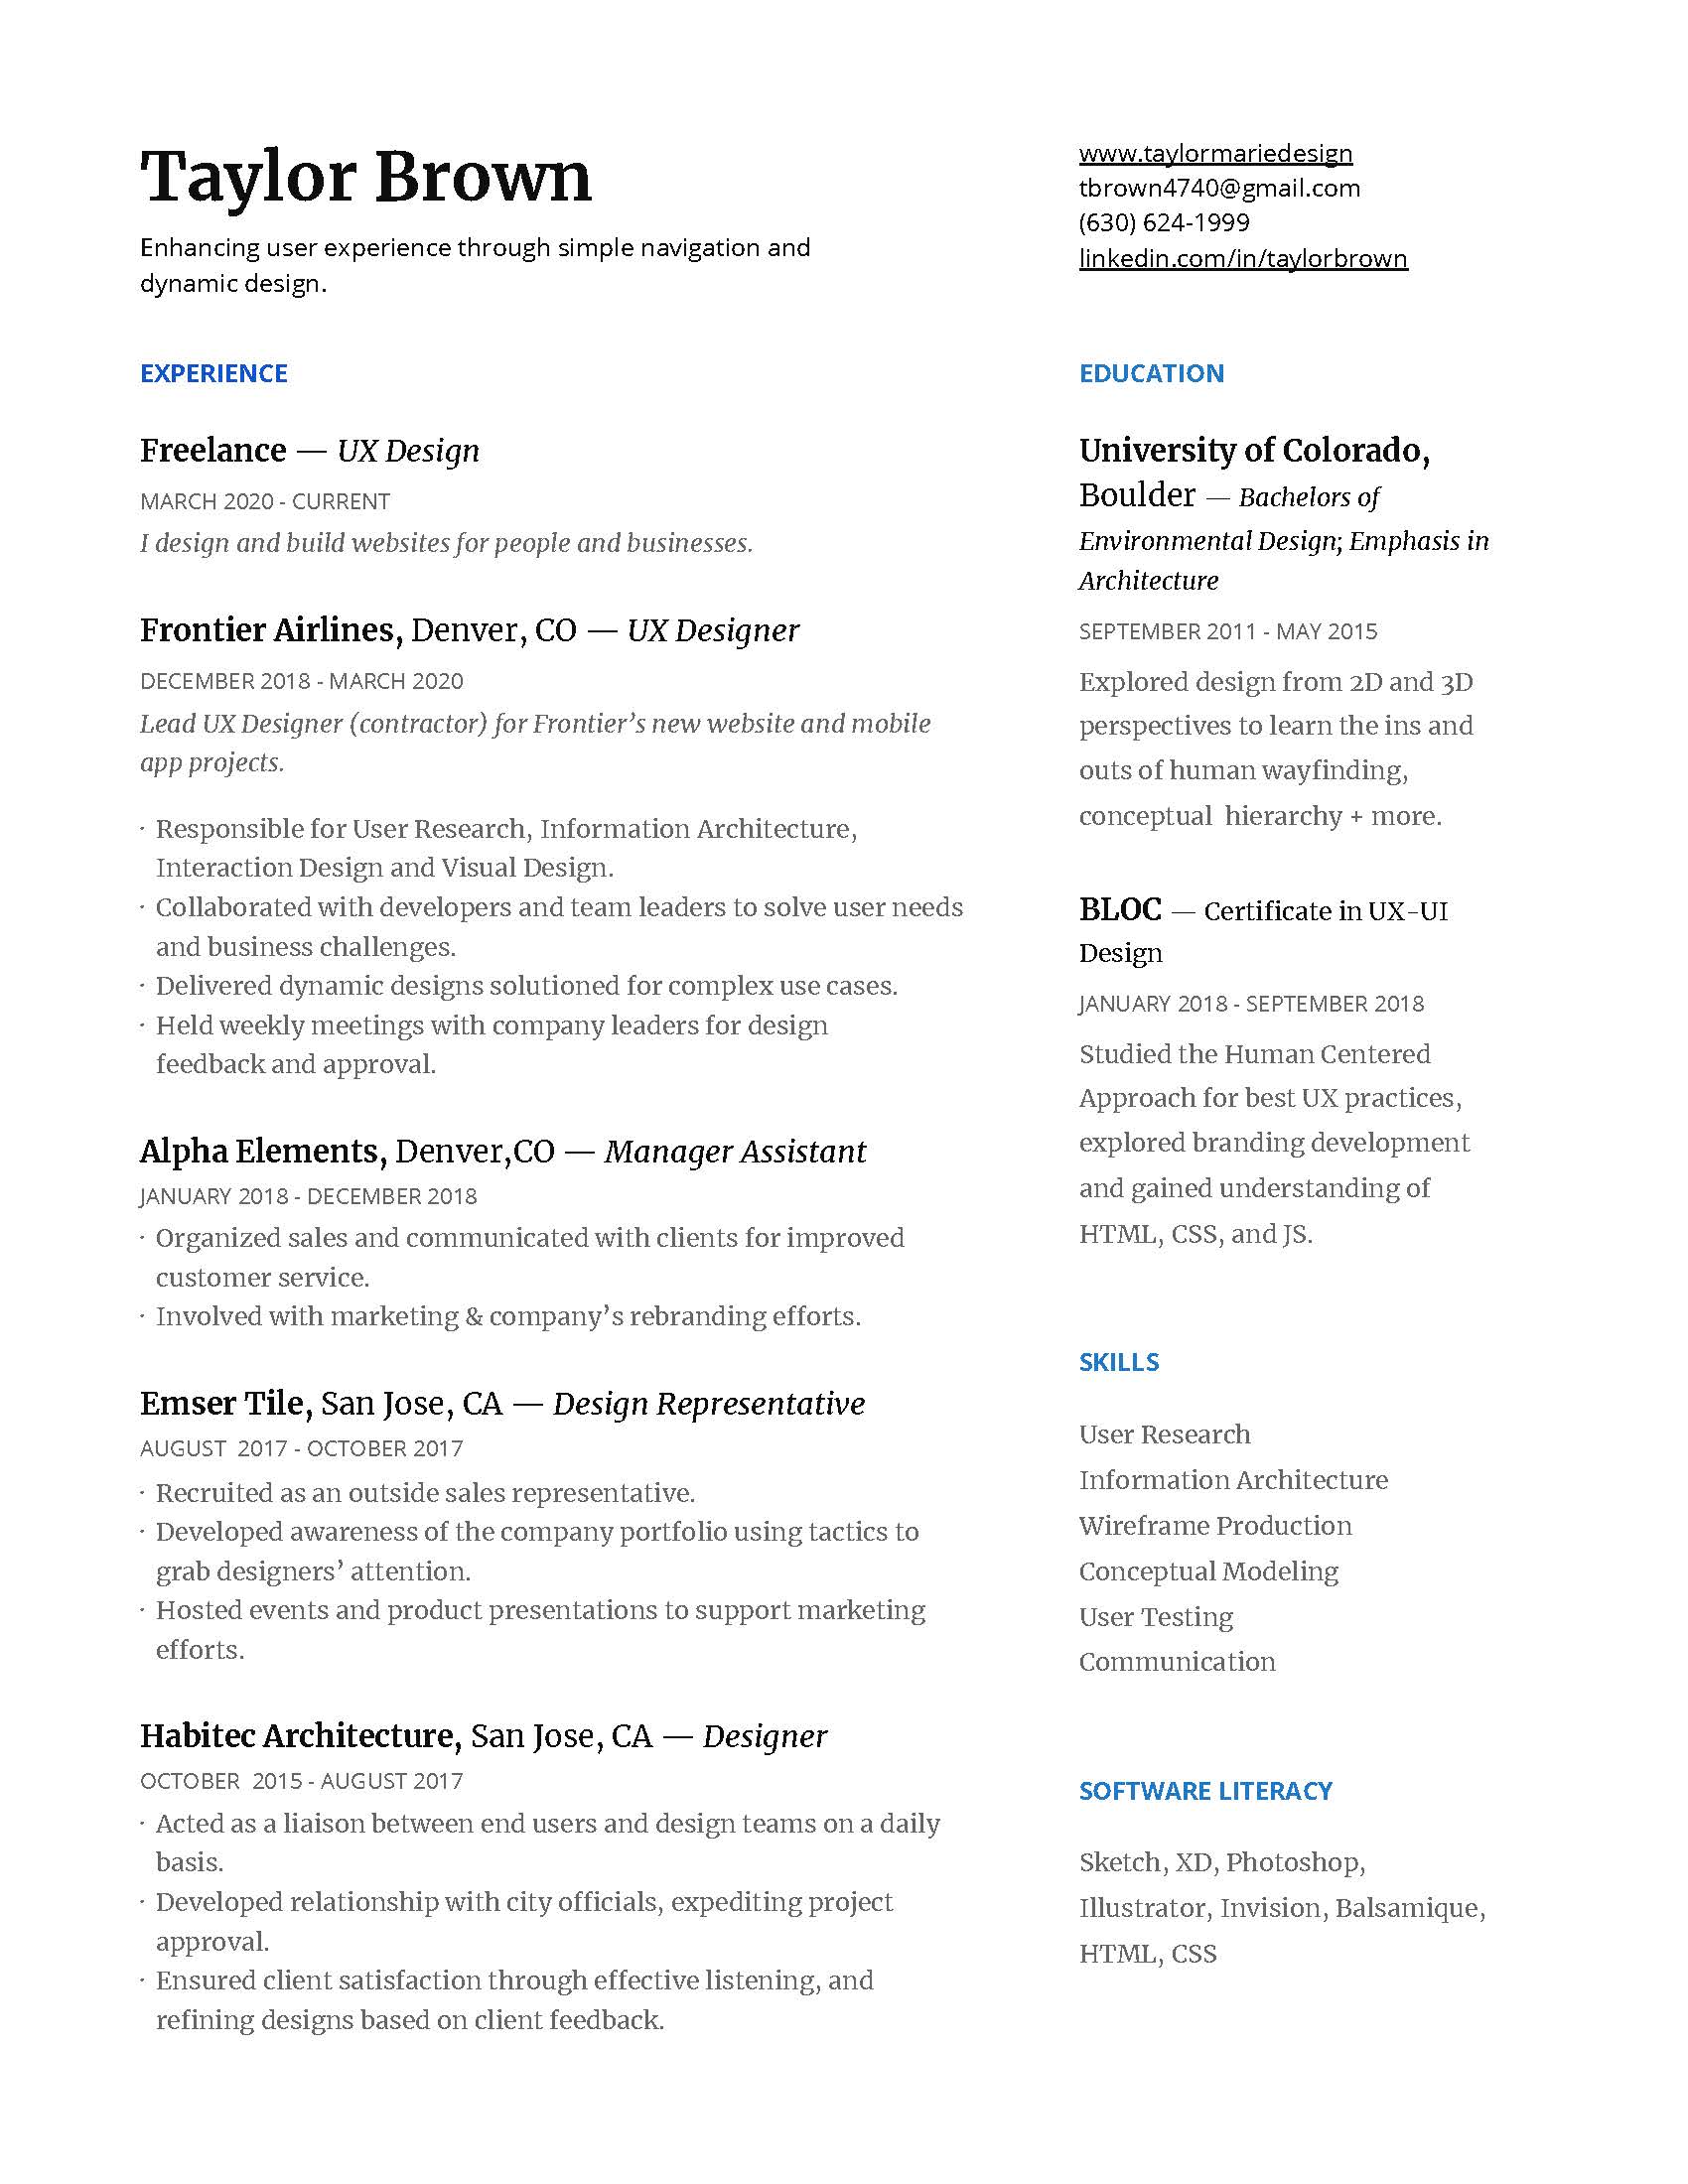 Taylor Brown
Enhancing user experience through simple navigation and
dynamic design.
www.taylormariedesign
tbrown4740@gmail.com
(630) 624-1999
linkedin.com/in/taylorbrown
EXPERIENCE
Freelance — UX Design
MARCH 2020 - CURRENT
I design and build websites for people and businesses.
Frontier Airlines, Denver, CO — UX Designer
DECEMBER 2018 - MARCH 2020
Lead UX Designer (contractor) for Frontier’s new website and mobile
app projects.
· Responsible for User Research, Information Architecture,
Interaction Design and Visual Design.
· Collaborated with developers and team leaders to solve user needs
and business challenges.
· Delivered dynamic designs solutioned for complex use cases.
· Held weekly meetings with company leaders for design
feedback and approval.
Alpha Elements, Denver,CO — Manager Assistant
JANUARY 2018 - DECEMBER 2018
· Organized sales and communicated with clients for improved
customer service.
· Involved with marketing & company’s rebranding efforts.
Emser Tile, San Jose, CA — Design Representative
AUGUST  2017 - OCTOBER 2017
· Recruited as an outside sales representative.
· Developed awareness of the company portfolio using tactics to
grab designers’ attention.
· Hosted events and product presentations to support marketing
efforts.
Habitec Architecture, San Jose, CA — Designer
OCTOBER  2015 - AUGUST 2017
· Acted as a liaison between end users and design teams on a daily
basis.
· Developed relationship with city officials, expediting project
approval.
· Ensured client satisfaction through effective listening, and
refining designs based on client feedback.
EDUCATION
University of Colorado,
Boulder — Bachelors of
Environmental Design; Emphasis in
Architecture
SEPTEMBER 2011 - MAY 2015
Explored design from 2D and 3D
perspectives to learn the ins and
outs of human wayfinding,
conceptual  hierarchy + more.
BLOC — Certificate in UX-UI
Design
JANUARY 2018 - SEPTEMBER 2018
Studied the Human Centered
Approach for best UX practices,
explored branding development
and gained understanding of
HTML, CSS, and JS.
SKILLS
User Research
Information Architecture
Wireframe Production
Conceptual Modeling
User Testing
Communication
SOFTWARE LITERACY
Sketch, XD, Photoshop,
Illustrator, Invision, Balsamique,
HTML, CSS